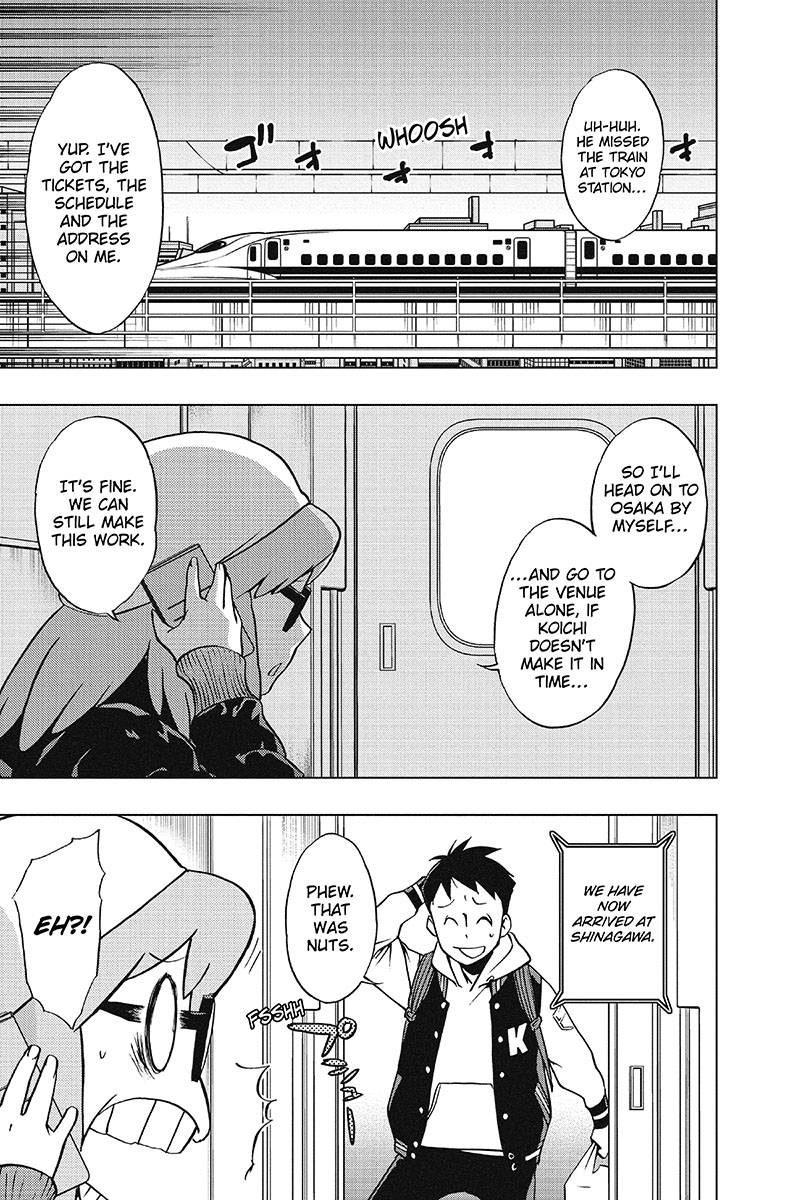 UH-HUH.
HE MISSED
THE TRAIN
AT TOKYO
STATION...
WHOOSH
ゴオオオオ
YUP. I'VE
GOT THE
TICKETS, THE
SCHEDULE
AND THE
ADDRESS
ON ME.
SO I'LL
HEAD ON TO
OSAKA BY
MYSELF...
...AND GO TO
THE VENUE
ALONE, IF
KOICHI
DOESN'T
MAKE IT IN
TIME...
IT'S FINE.
WE CAN
STILL MAKE
THIS WORK.
WE HAVE
NOW
ARRIVED AT
SHINAGAWA.
PHEW.
THAT
WAS
NUTS.
K
FSSHH
EH?!